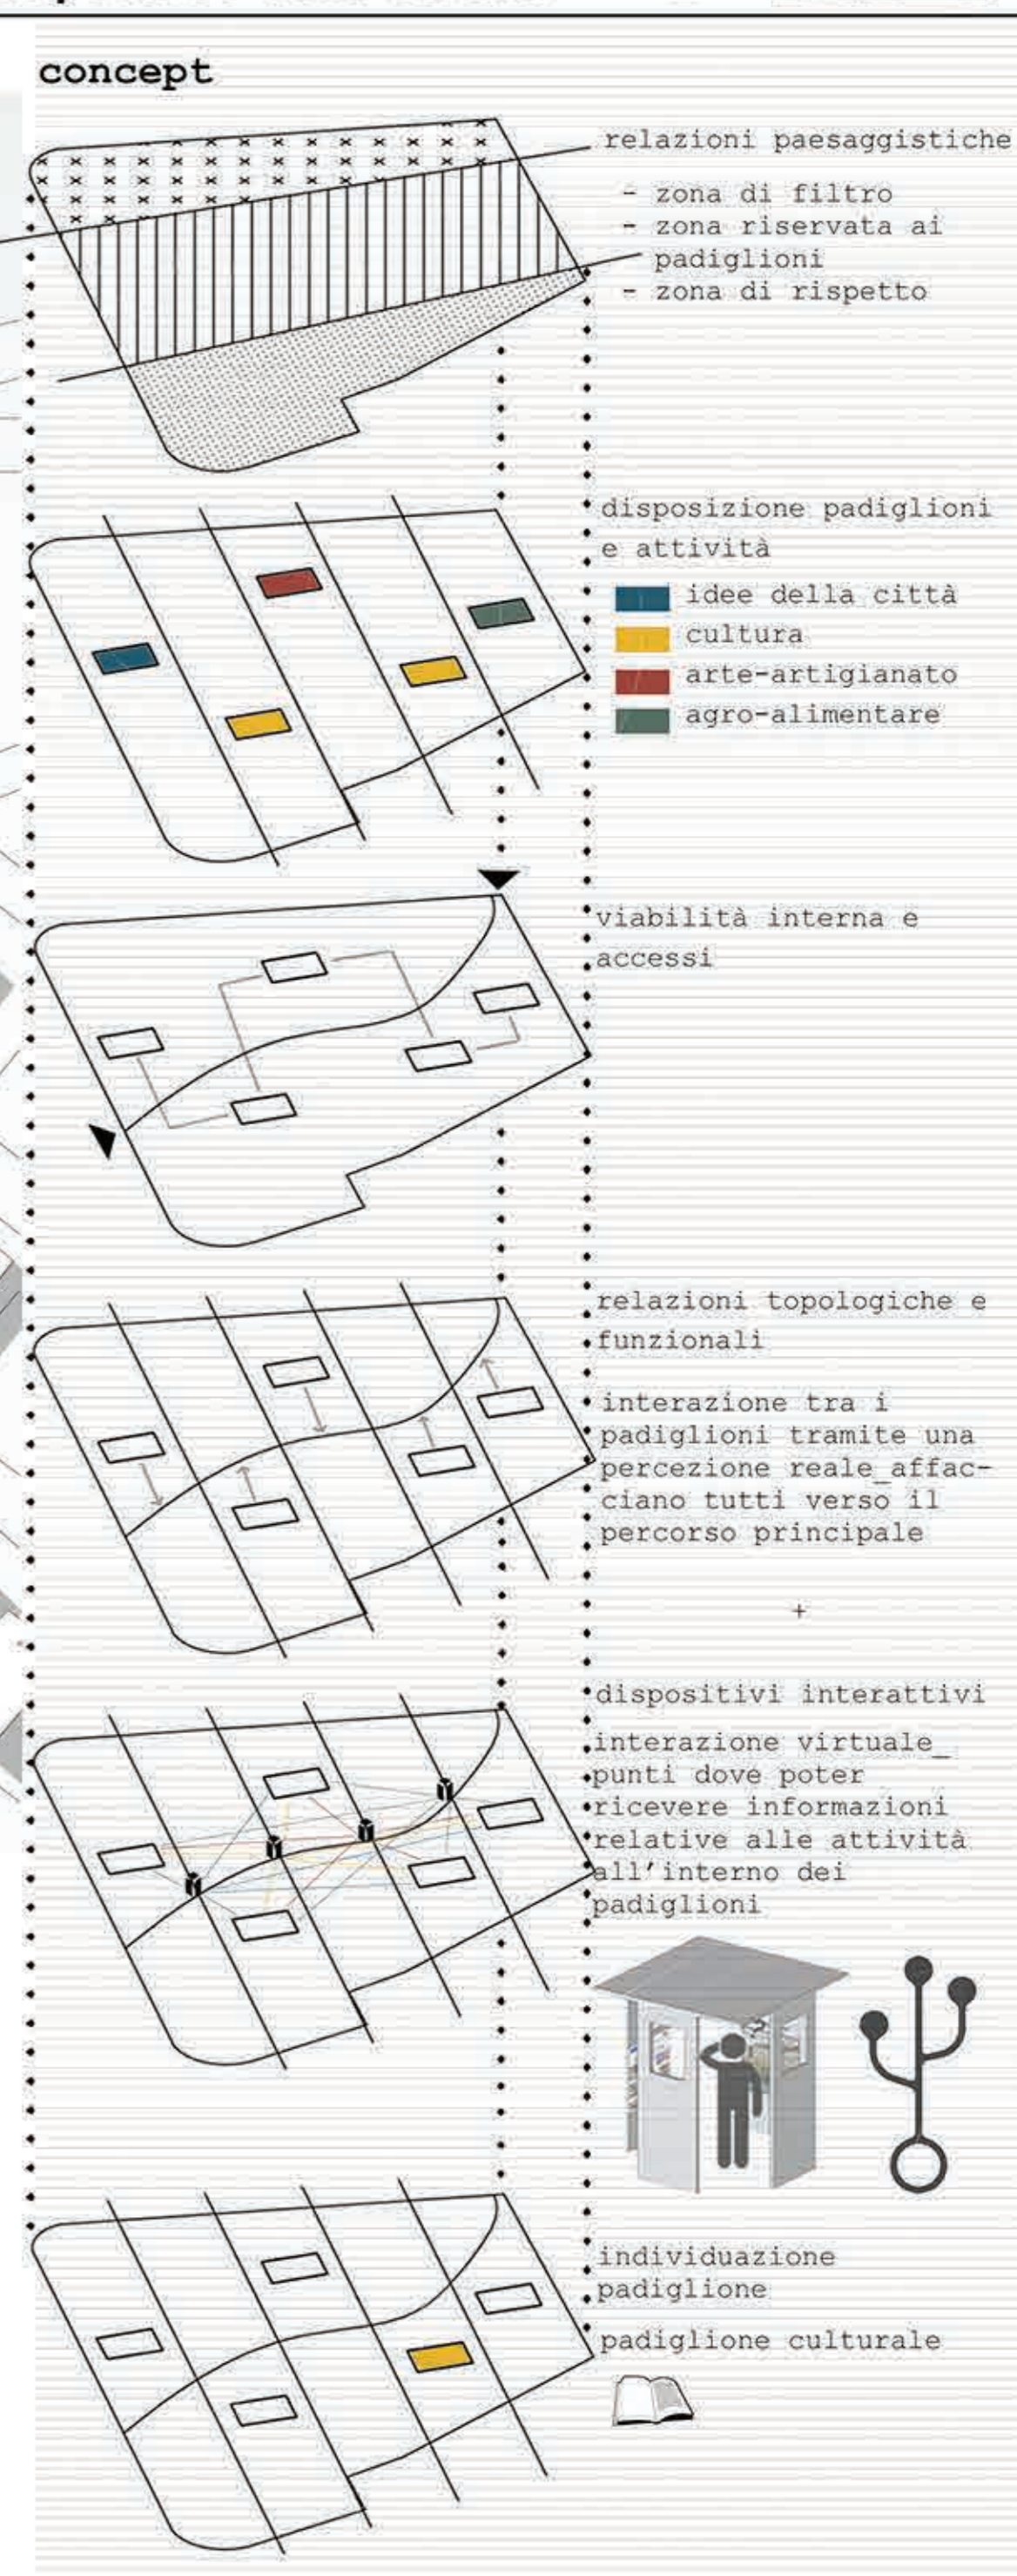 concept
relazioni paesaggistiche
- zona di filtro
- zona riservata ai
padiglioni
- zona di rispetto
disposizione padiglioni
e attività
idee della città
cultura
arte-artigianato
agro-alimentare
viabilità interna e
accessi
relazioni topologiche e
funzionali
interazione tra i
padiglioni tramite una
percezione reale_affac-
ciano tutti verso il
percorso principale
+
dispositivi interattivi
interazione virtuale_
punti dove poter
ricevere informazioni
relative alle attività
all'interno dei
padiglioni
individuazione
padiglione
padiglione culturale